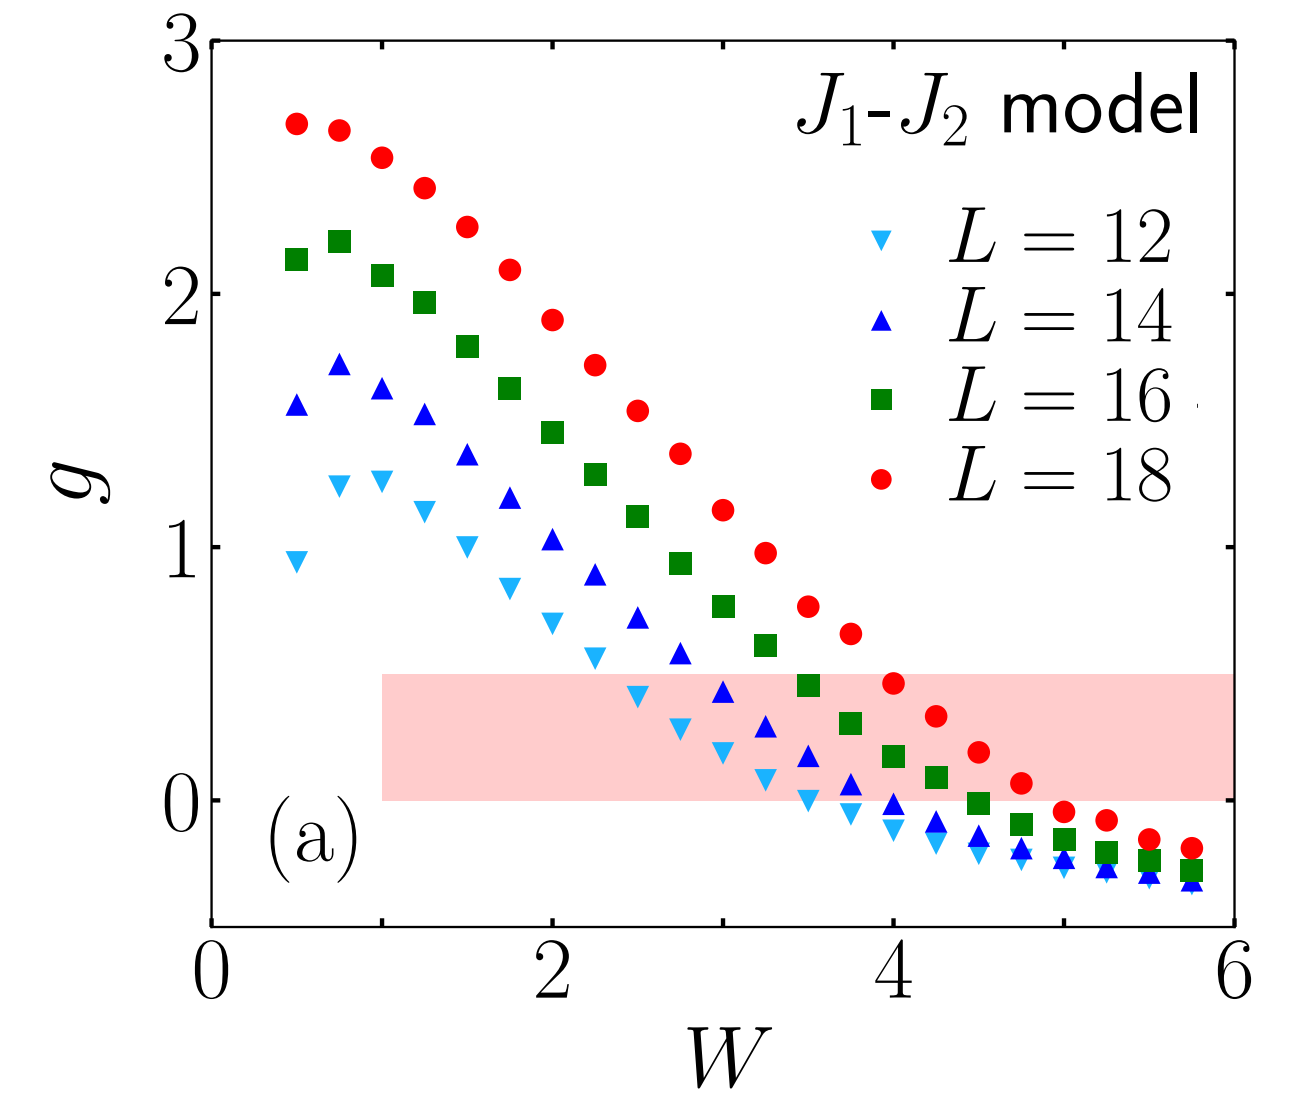 3
2
1
0
g
J₁-J₂ model
L = 12
L = 14
L = 16
L = 18
(a)
0 2 4 6
W